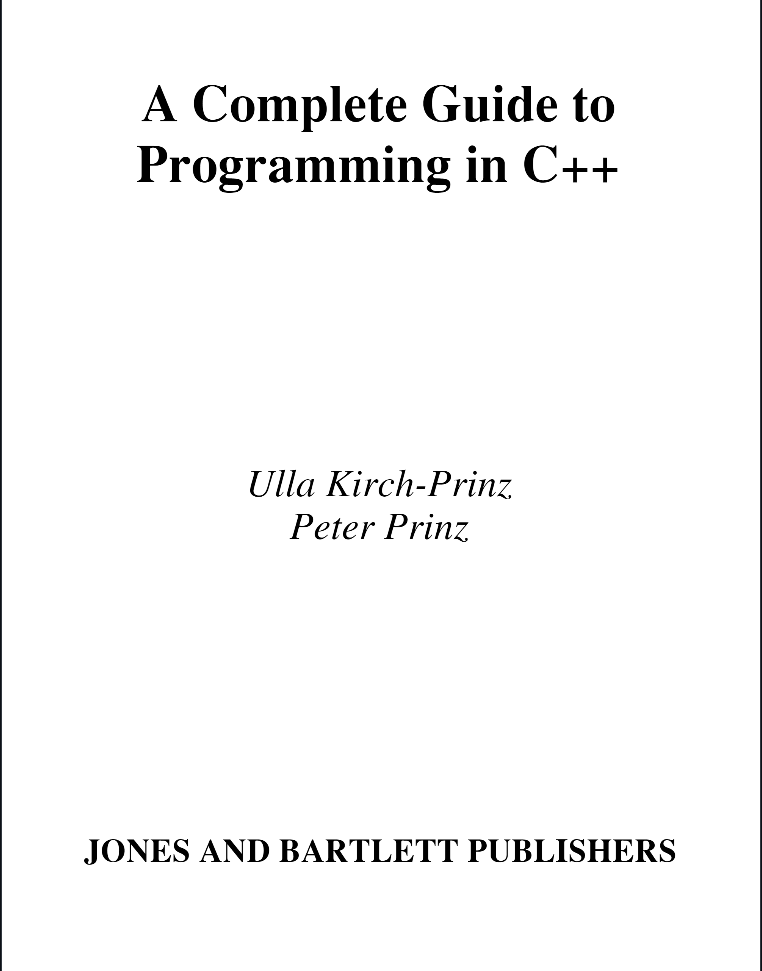 A Complete Guide to
Programming in C++
Ulla Kirch-Prinz
Peter Prinz
JONES AND BARTLETT PUBLISHERS